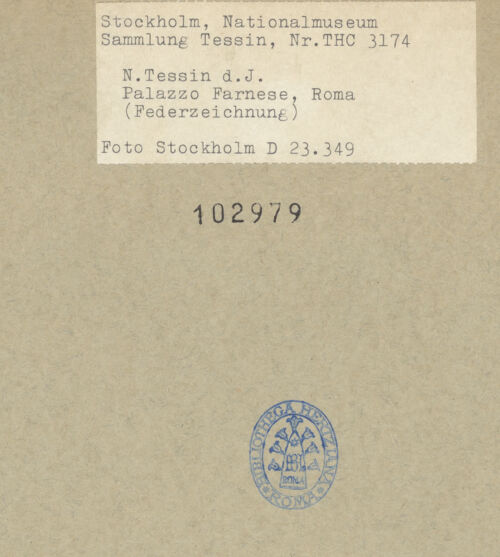 Stockholm, Nationalmuseum
Sammlung Tessin, Nr.THC 3174
N.Tessin d.J.
Palazzo Farnese, Roma
(Federzeichnung)
Foto Stockholm D 23.349
102979
BIBLIOTHECA HERTZIANA
ROMA
ROMA